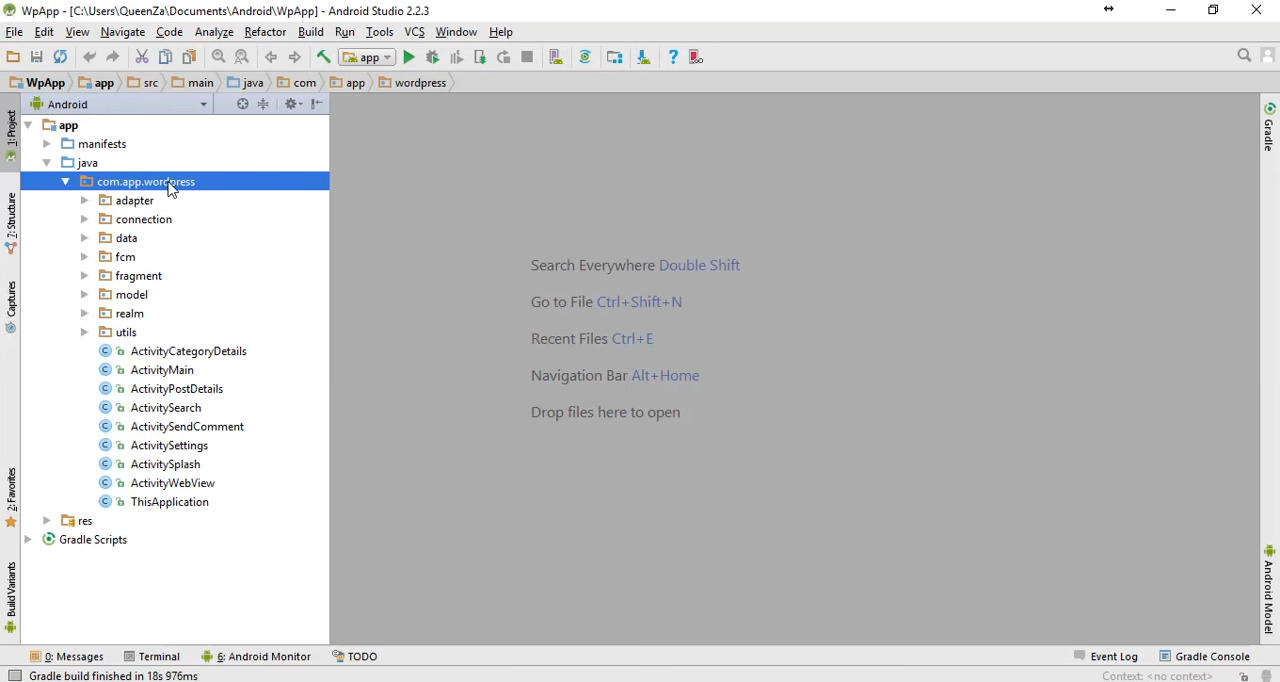 WpApp - [C:\Users\QueenZa\Documents\Android\WpApp] - Android Studio 2.2.3
File Edit View Navigate Code Analyze Refactor Build Run Tools VCS Window Help
app
WpApp app src main java com app wordpress
Android
1: Project
7: Structure
Captures
2: Favorites
Build Variants
app
manifests
java
com.app.wordpress
adapter
connection
data
fcm
fragment
model
realm
utils
ActivityCategoryDetails
ActivityMain
ActivityPostDetails
ActivitySearch
ActivitySendComment
ActivitySettings
ActivitySplash
ActivityWebView
ThisApplication
res
Gradle Scripts
Search Everywhere Double Shift
Go to File Ctrl+Shift+N
Recent Files Ctrl+E
Navigation Bar Alt+Home
Drop files here to open
Gradle
Android Model
0: Messages Terminal 6: Android Monitor TODO Event Log Gradle Console
Gradle build finished in 18s 976ms Context: <no context>